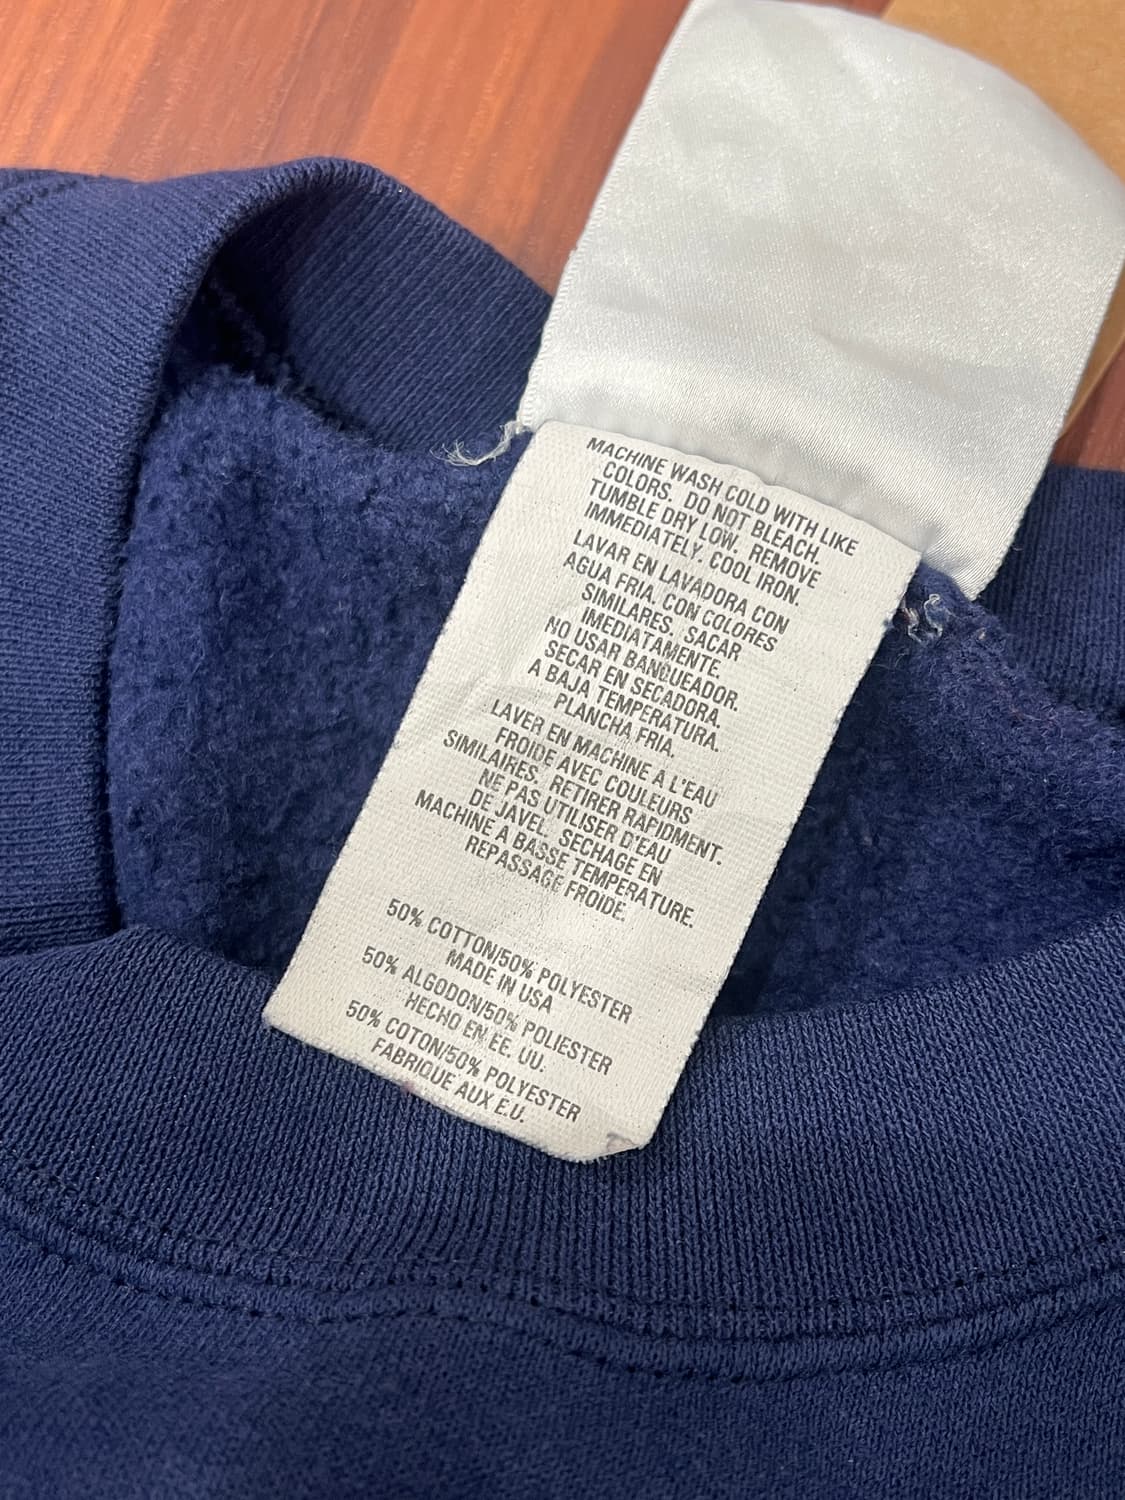 MACHINE WASH COLD WITH LIKE
COLORS. DO NOT BLEACH.
TUMBLE DRY LOW. REMOVE
IMMEDIATELY. COOL IRON.
LAVAR EN LAVADORA CON
AGUA FRIA. CON COLORES
SIMILARES. SACAR
IMEDIATAMENTE.
NO USAR BANQUEADOR.
SECAR EN SECADORA.
A BAJA TEMPERATURA.
PLANCHA FRIA.
LAVER EN MACHINE A L'EAU
FROIDE AVEC COULEURS
SIMILAIRES. RETIRER RAPIDMENT.
NE PAS UTILISER D'EAU
DE JAVEL. SECHAGE EN
MACHINE A BASSE TEMPERATURE.
REPASSAGE FROIDE.
50% COTTON/50% POLYESTER
MADE IN USA
50% ALGODON/50% POLIESTER
HECHO EN EE. UU.
50% COTON/50% POLYESTER
FABRIQUE AUX E.U.